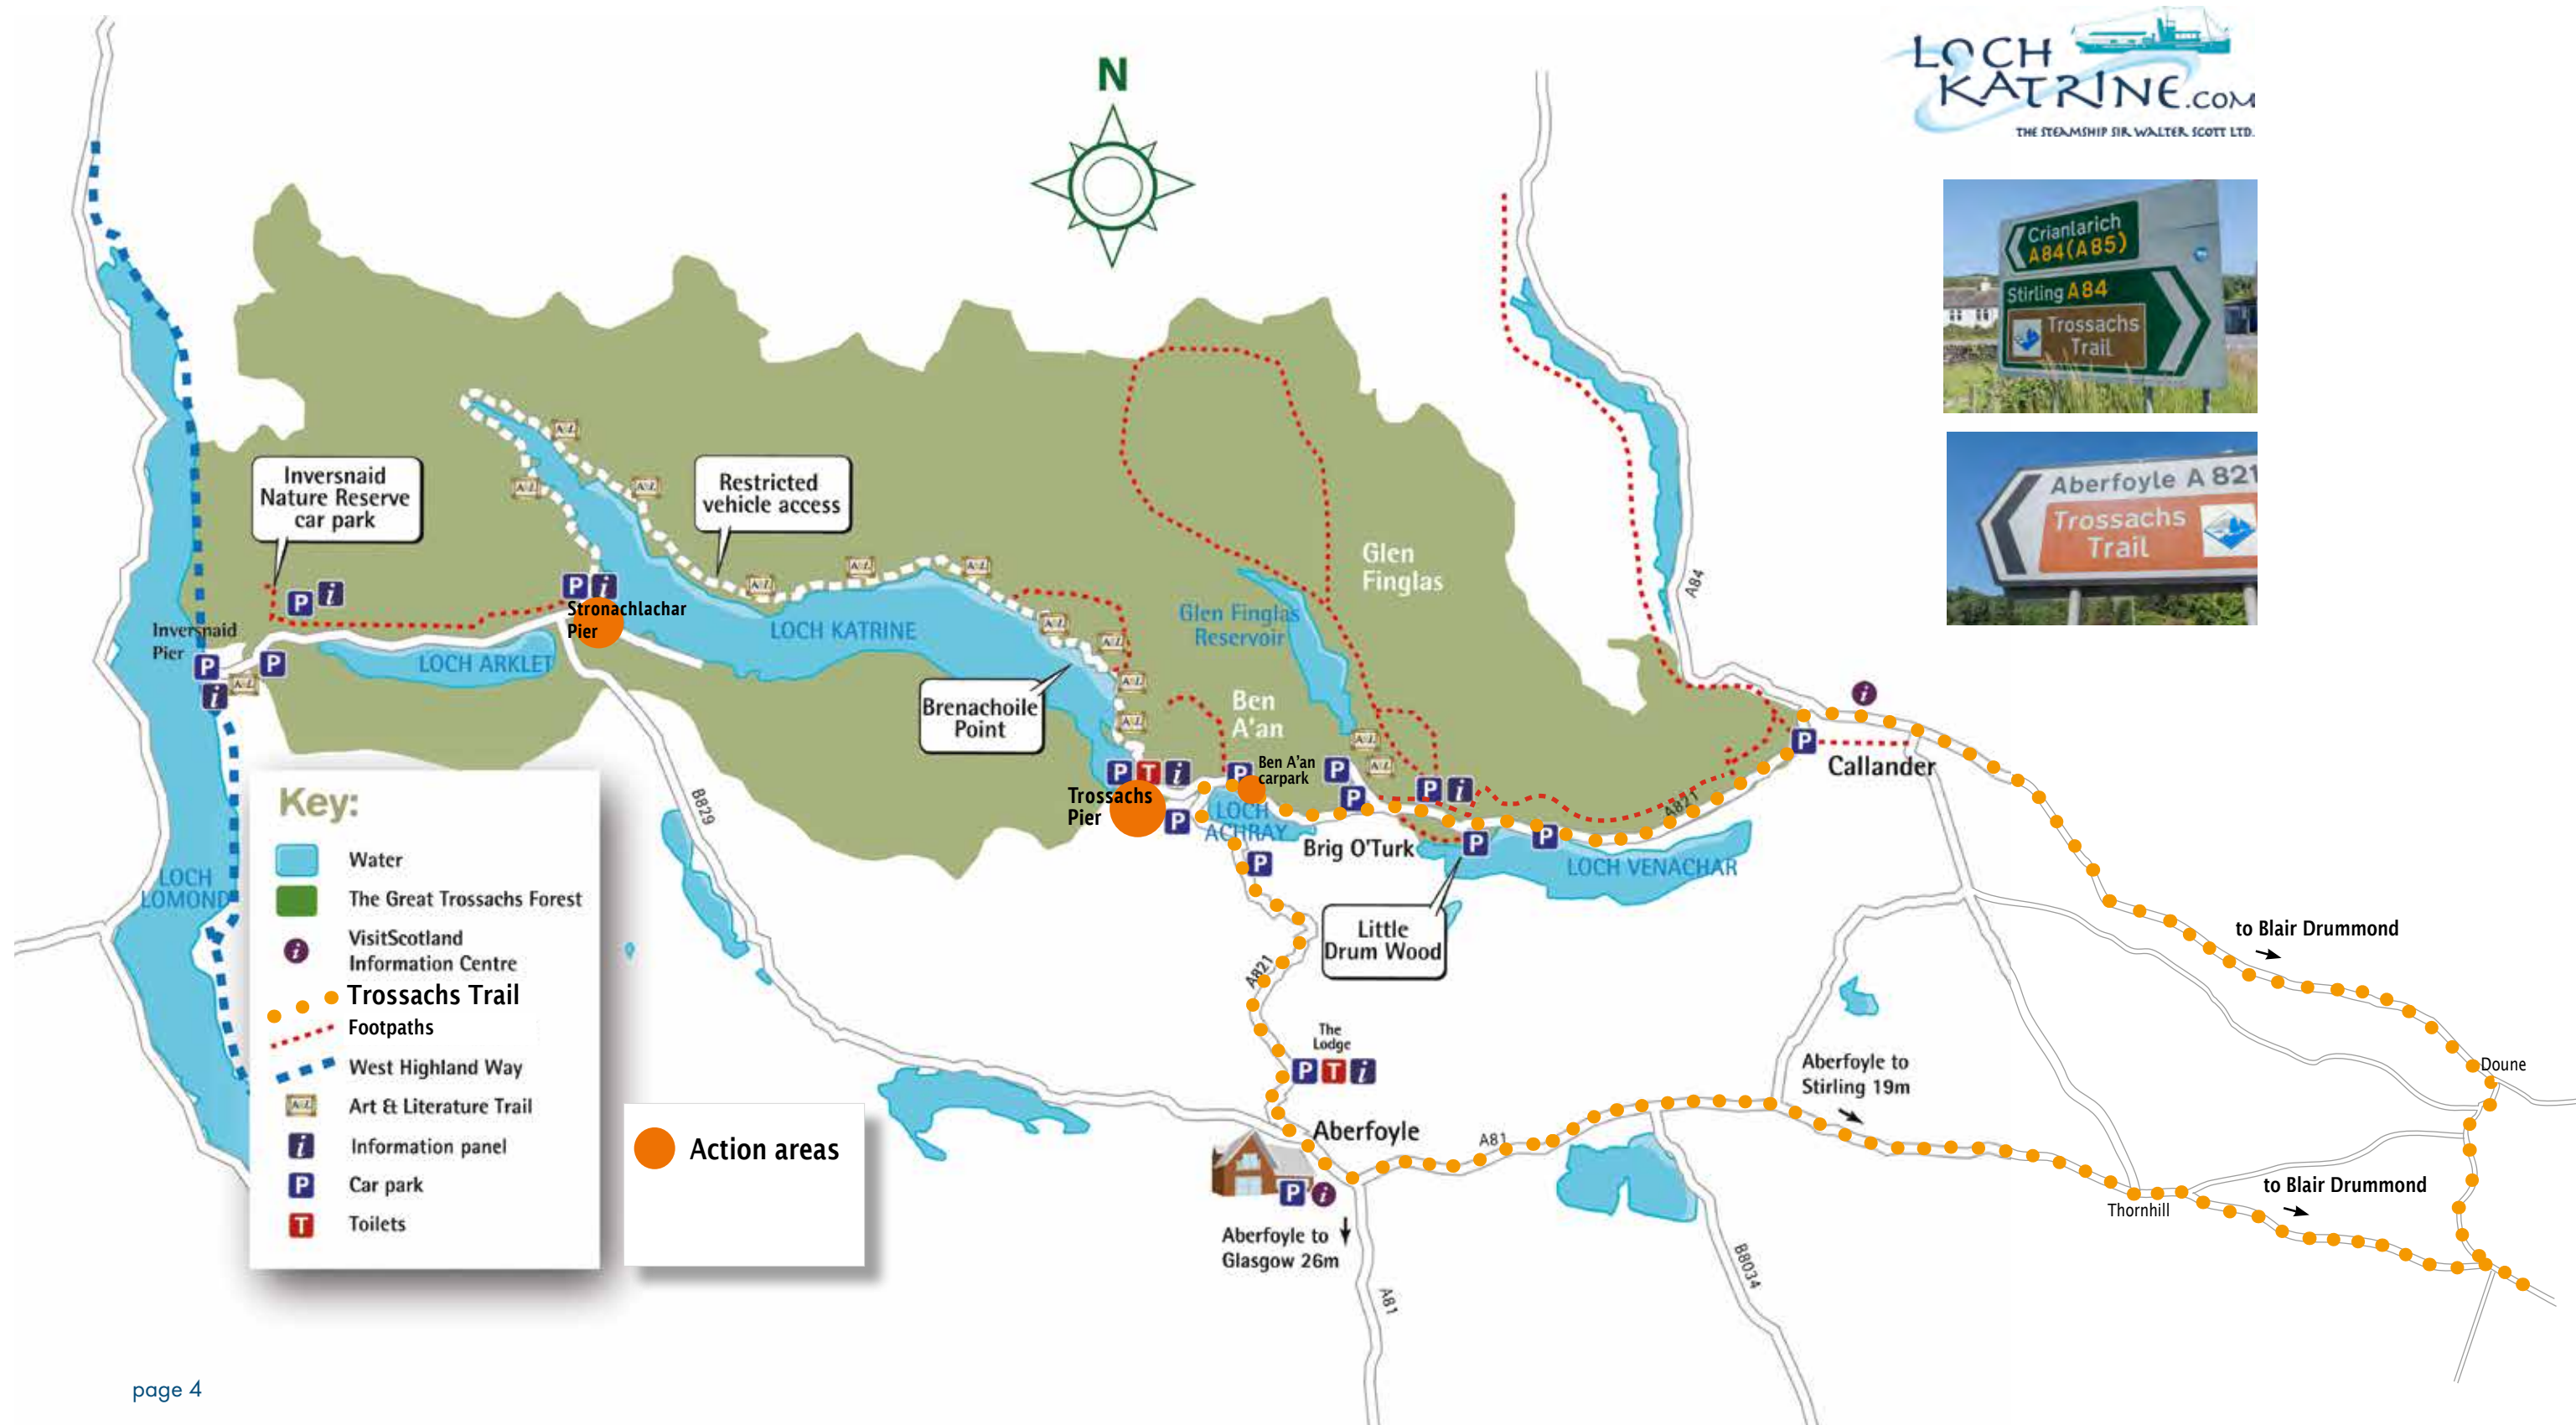 N
LOCH
KATRINE.COM
THE STEAMSHIP SIR WALTER SCOTT LTD.
Crianlarich
A84(A85)
Stirling A84
Trossachs
Trail
Aberfoyle A 821
Trossachs
Trail
Inversnaid
Nature Reserve
car park
Restricted
vehicle access
Glen
Finglas
Glen Finglas
Reservoir
A84
P i
P i
Stronachlachar
Pier
LOCH KATRINE
Inversnaid
Pier
P
P
i
A&L
LOCH ARKLET
A&L
A&L
A&L
A&L
A&L
A&L
A&L
A&L
A&L
A&L
Brenachoile
Point
Ben
A'an
Ben A'an
carpark
P T i
P
P
Trossachs
Pier
P
LOCH
ACHRAY
P
A&L
A&L
P
P i
Brig O'Turk
P
P
A821
LOCH VENACHAR
i
P
Callander
Little
Drum Wood
B829
LOCH
LOMOND
A821
The
Lodge
P T i
Aberfoyle
P i
Aberfoyle to
Glasgow 26m
A81
A81
Aberfoyle to
Stirling 19m
B8034
to Blair Drummond
Doune
Thornhill
to Blair Drummond
Key:
Water
The Great Trossachs Forest
i VisitScotland
Information Centre
Trossachs Trail
Footpaths
West Highland Way
A&L Art & Literature Trail
i Information panel
P Car park
T Toilets
Action areas
page 4